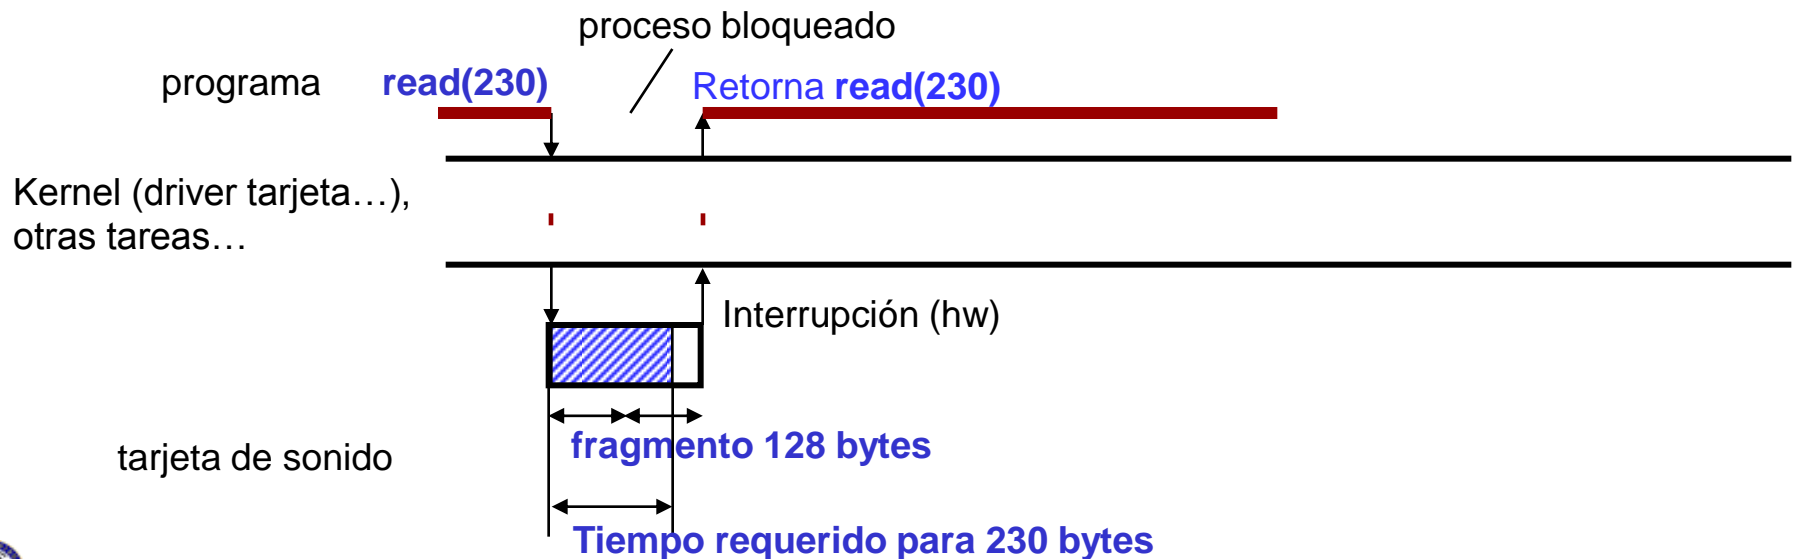 proceso bloqueado
programa read(230) Retorna read(230)
Kernel (driver tarjeta…),
otras tareas…
Interrupción (hw)
fragmento 128 bytes
tarjeta de sonido
Tiempo requerido para 230 bytes